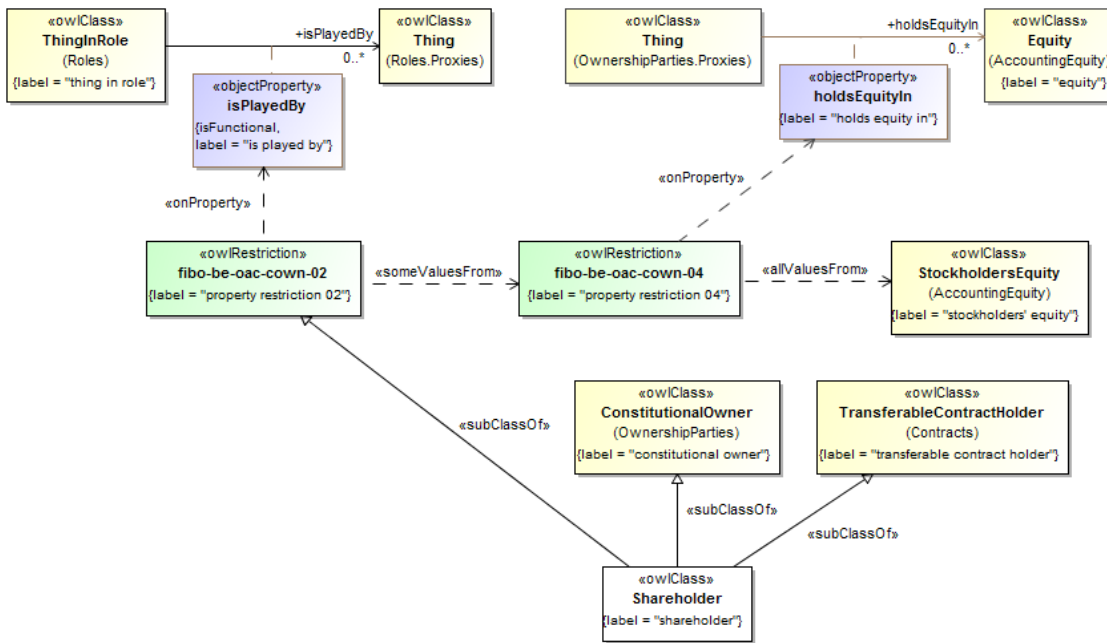 «owlClass»
ThingInRole
(Roles)
{label = "thing in role"}
+isPlayedBy
0..*
«owlClass»
Thing
(Roles.Proxies)
«owlClass»
Thing
(OwnershipParties.Proxies)
+holdsEquityIn
0..*
«owlClass»
Equity
(AccountingEquity)
{label = "equity"}
«objectProperty»
isPlayedBy
{isFunctional,
label = "is played by"}
«objectProperty»
holdsEquityIn
{label = "holds equity in"}
«onProperty»
«onProperty»
«owlRestriction»
fibo-be-oac-cown-02
{label = "property restriction 02"}
«someValuesFrom»
«owlRestriction»
fibo-be-oac-cown-04
{label = "property restriction 04"}
«allValuesFrom»
«owlClass»
StockholdersEquity
(AccountingEquity)
{label = "stockholders' equity"}
«owlClass»
ConstitutionalOwner
(OwnershipParties)
{label = "constitutional owner"}
«owlClass»
TransferableContractHolder
(Contracts)
{label = "transferable contract holder"}
«subClassOf»
«subClassOf»
«subClassOf»
«owlClass»
Shareholder
{label = "shareholder"}